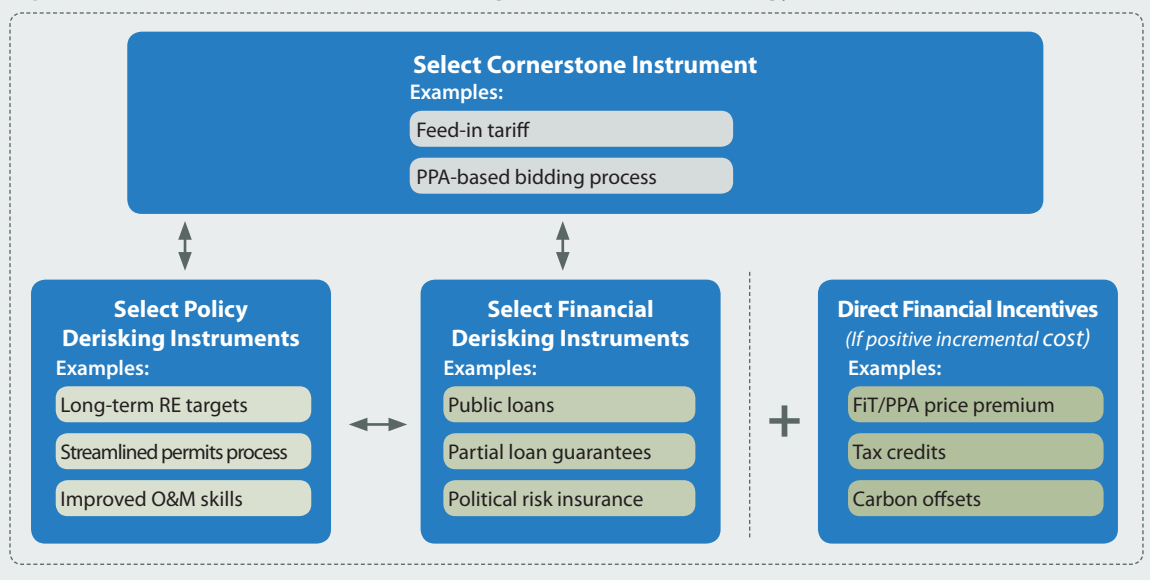 Select Cornerstone Instrument
Examples:
Feed-in tariff
PPA-based bidding process
Select Policy
Derisking Instruments
Examples:
Long-term RE targets
Streamlined permits process
Improved O&M skills
Select Financial
Derisking Instruments
Examples:
Public loans
Partial loan guarantees
Political risk insurance
+
Direct Financial Incentives
(If positive incremental cost)
Examples:
FiT/PPA price premium
Tax credits
Carbon offsets